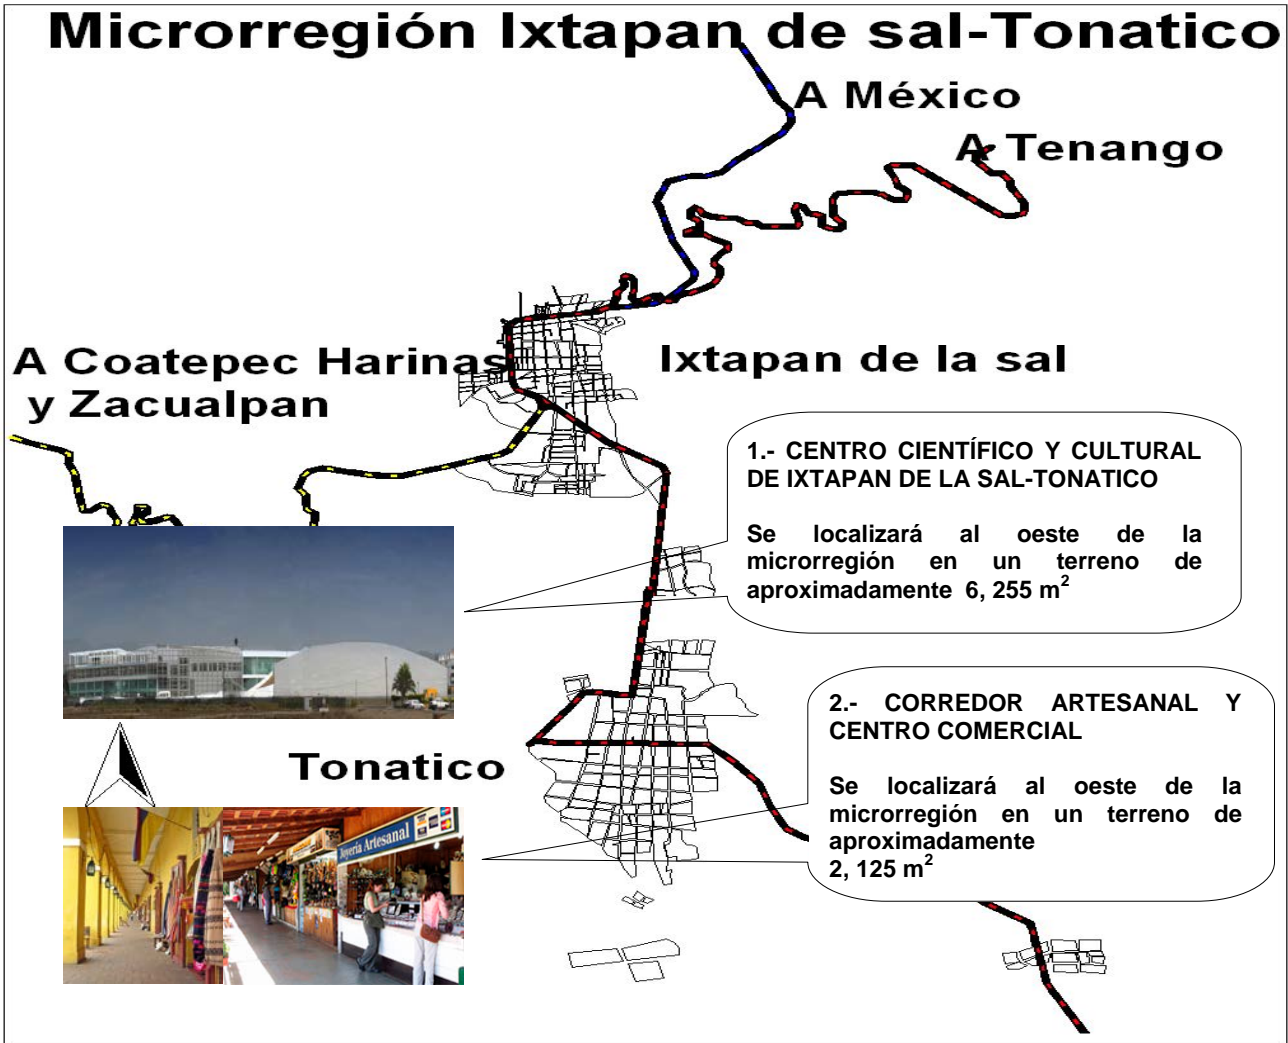 Microrregión Ixtapan de sal-Tonatico
A México
A Tenango
Ixtapan de la sal
A Coatepec Harinas
y Zacualpan
1.- CENTRO CIENTÍFICO Y CULTURAL
DE IXTAPAN DE LA SAL-TONATICO
Se localizará al oeste de la
microrregión en un terreno de
aproximadamente 6, 255 m²
2.- CORREDOR ARTESANAL Y
CENTRO COMERCIAL
Se localizará al oeste de la
microrregión en un terreno de
aproximadamente
2, 125 m²
Tonatico
Joyería Artesanal